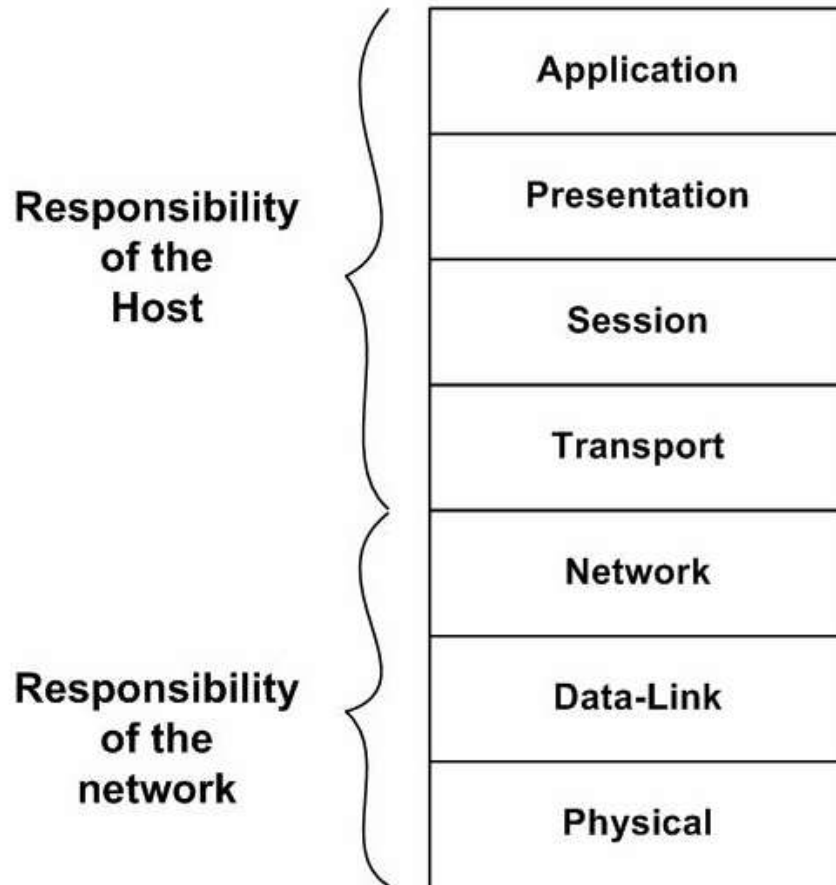 Application
Presentation
Responsibility
of the
Host
Session
Transport
Network
Responsibility
of the
network
Data-Link
Physical